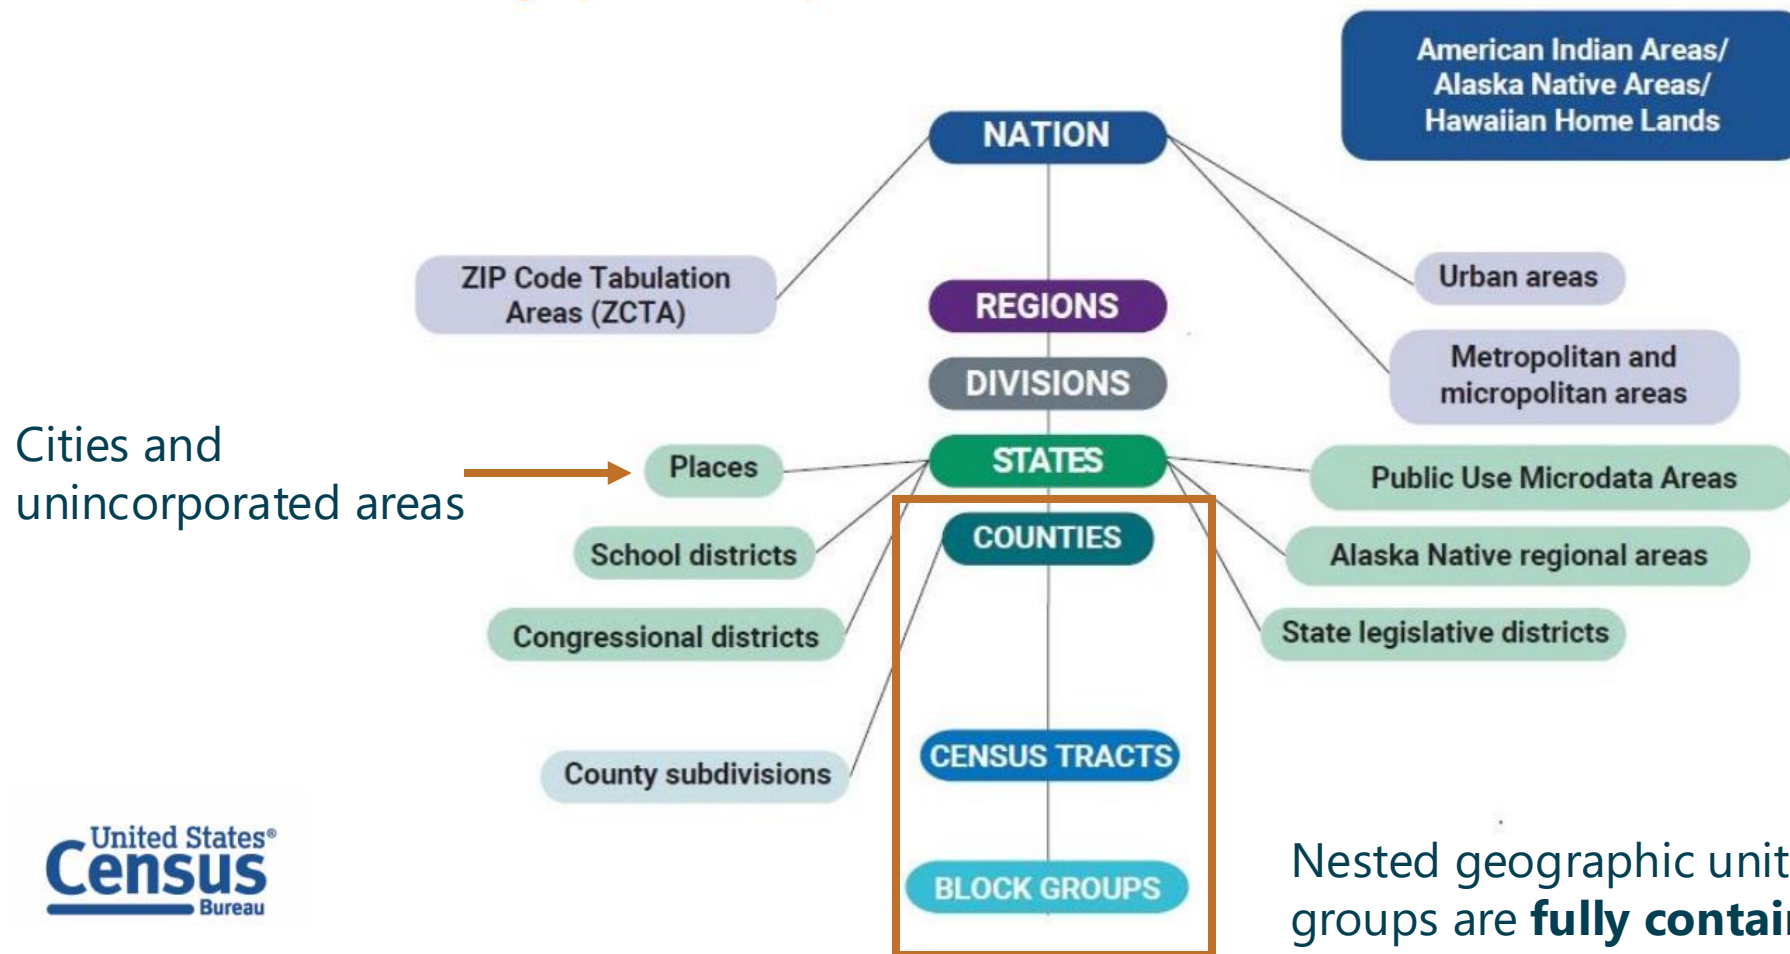 American Indian Areas/
Alaska Native Areas/
Hawaiian Home Lands
NATION
ZIP Code Tabulation
Areas (ZCTA)
Urban areas
REGIONS
Metropolitan and
micropolitan areas
DIVISIONS
Cities and
unincorporated areas
Places
STATES
Public Use Microdata Areas
School districts
COUNTIES
Alaska Native regional areas
Congressional districts
State legislative districts
County subdivisions
CENSUS TRACTS
BLOCK GROUPS
United States®
Census
Bureau
Nested geographic unit
groups are fully contai